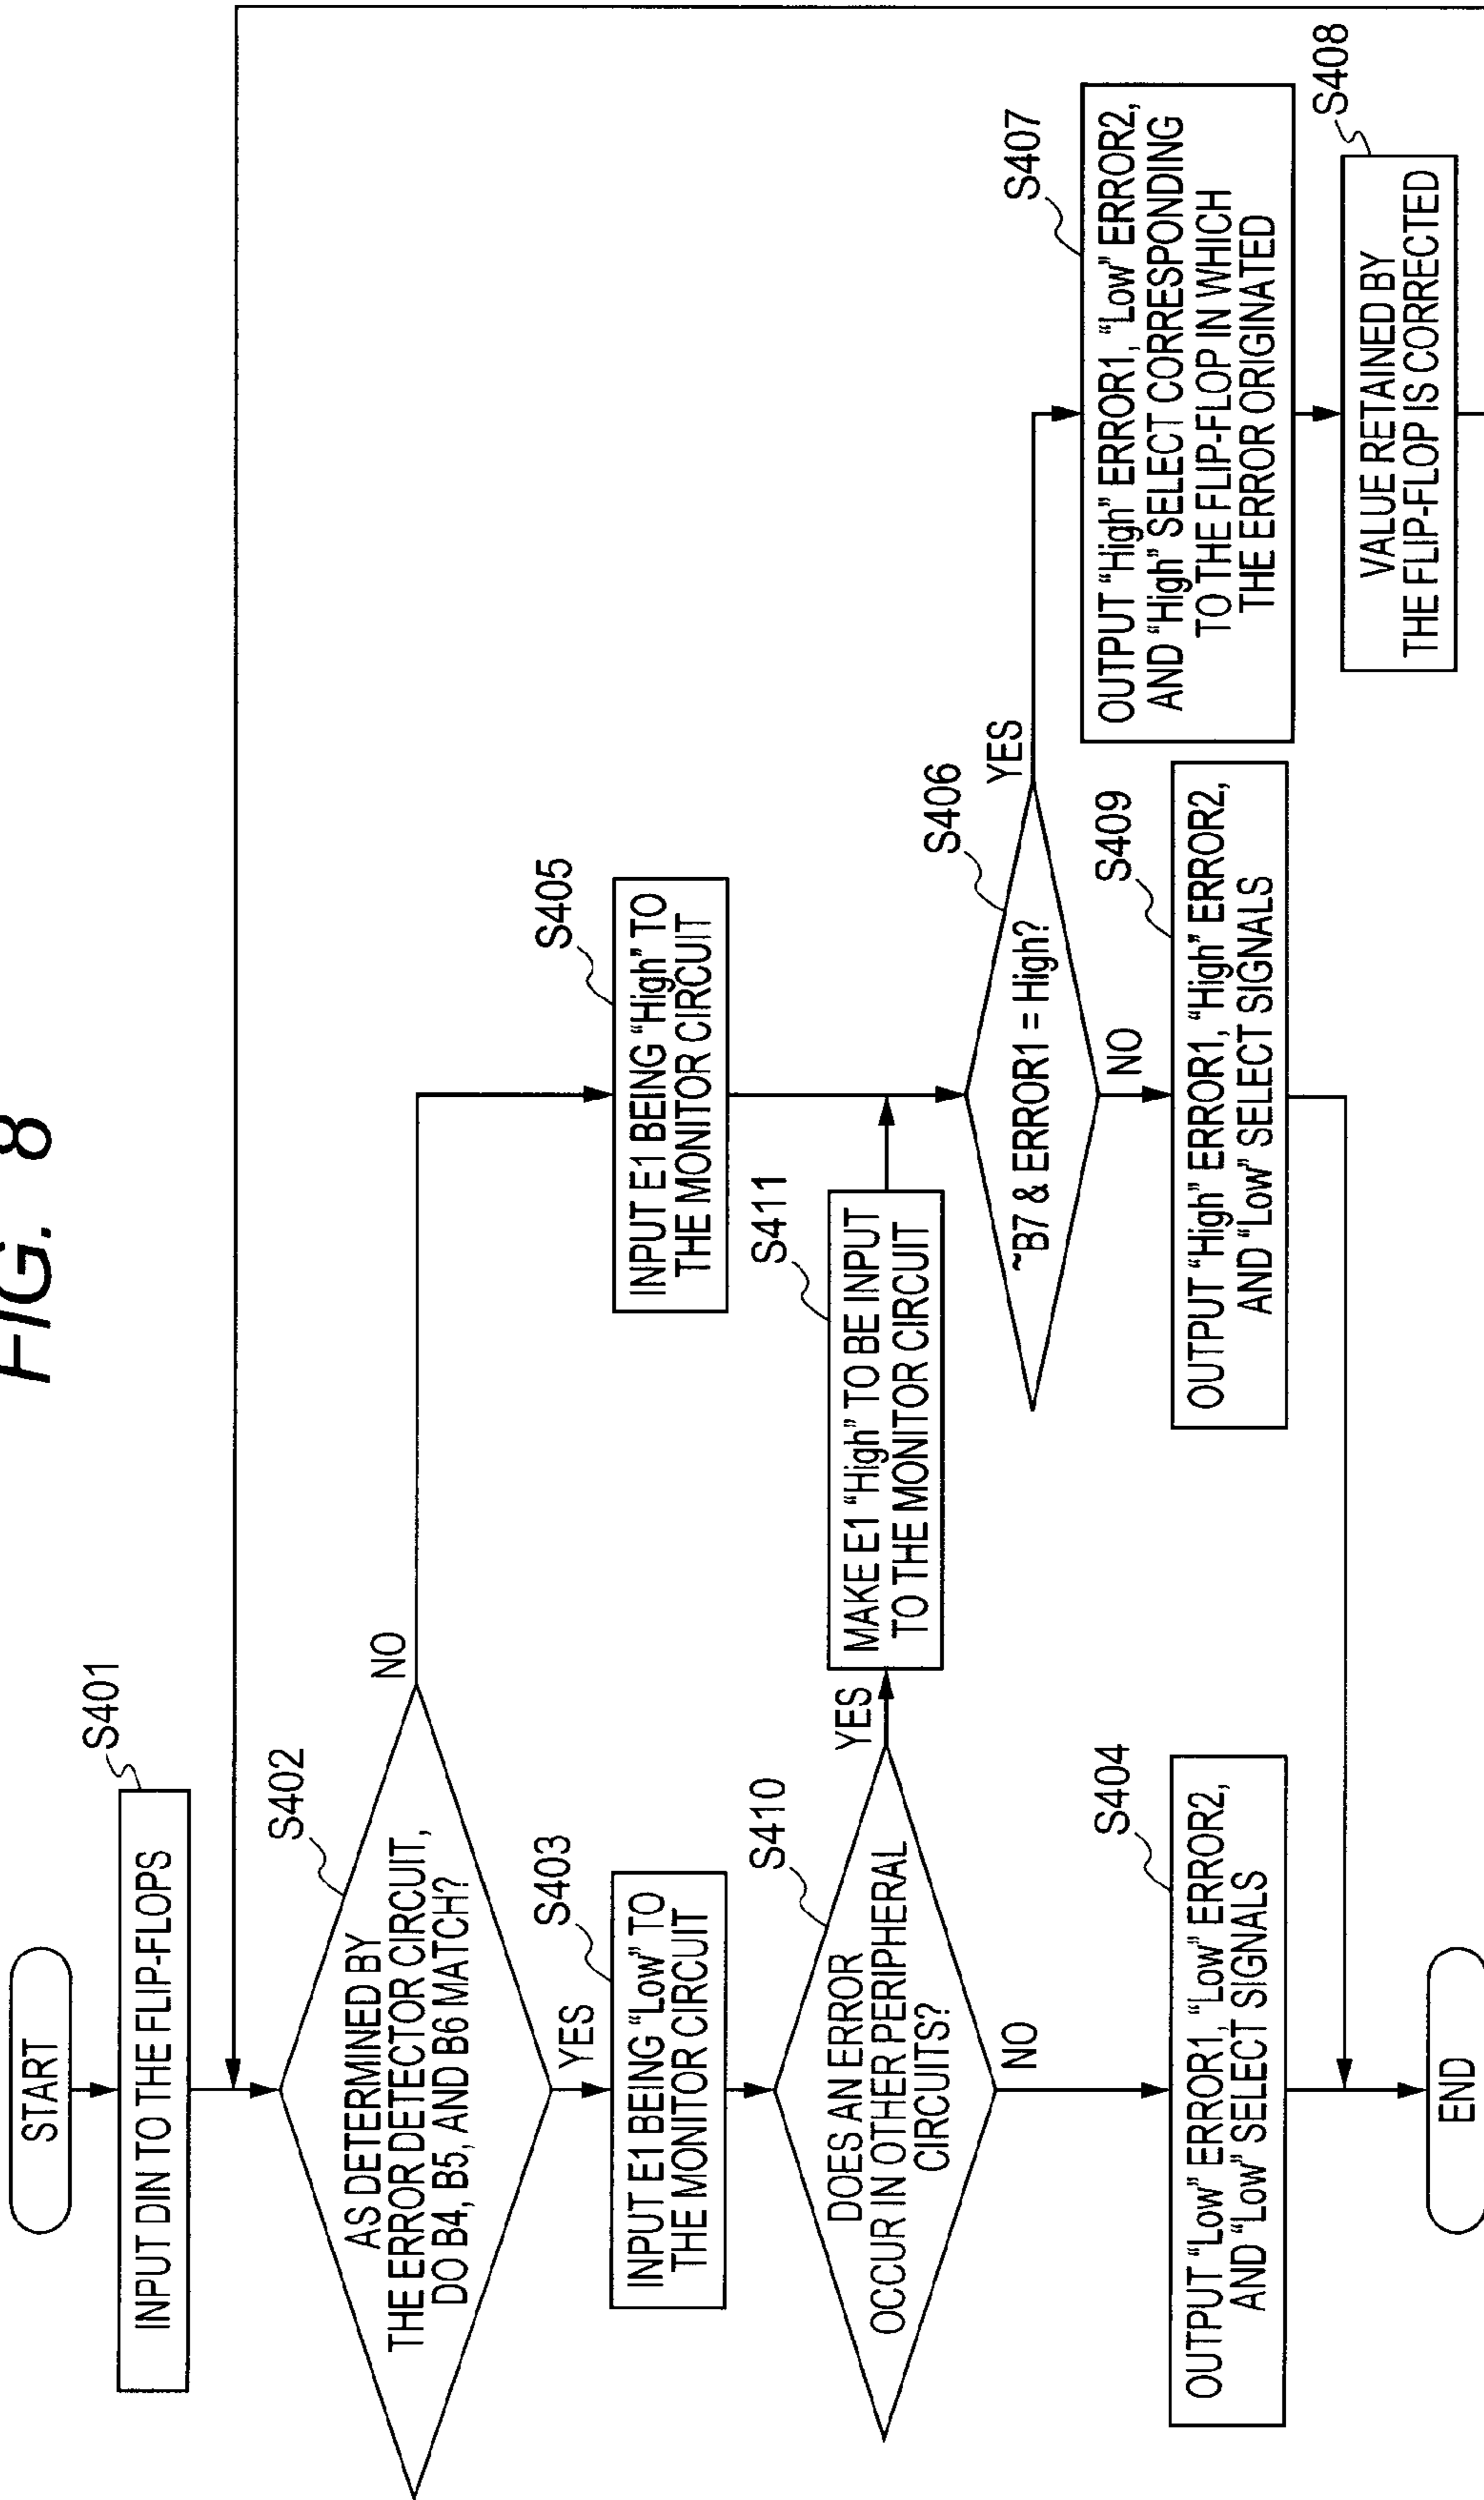 FIG. 8
START
S401
INPUT DIN TO THE FLIP-FLOPS
S402
AS DETERMINED BY
THE ERROR DETECTOR CIRCUIT,
DO B4, B5, AND B6 MATCH?
NO
YES
S403
INPUT E1 BEING “Low” TO
THE MONITOR CIRCUIT
S405
INPUT E1 BEING “High” TO
THE MONITOR CIRCUIT
S410
DOES AN ERROR
OCCUR IN OTHER PERIPHERAL
CIRCUITS?
YES
NO
S411
MAKE E1 “High” TO BE INPUT
TO THE MONITOR CIRCUIT
S406
~B7 & ERROR1 = High?
YES
NO
S407
OUTPUT “High” ERROR1, “Low” ERROR2,
AND “High” SELECT CORRESPONDING
TO THE FLIP-FLOP IN WHICH
THE ERROR ORIGINATED
S404
OUTPUT “Low” ERROR1, “Low” ERROR2,
AND “Low” SELECT SIGNALS
S409
OUTPUT “High” ERROR1, “High” ERROR2,
AND “Low” SELECT SIGNALS
S408
VALUE RETAINED BY
THE FLIP-FLOP IS CORRECTED
END